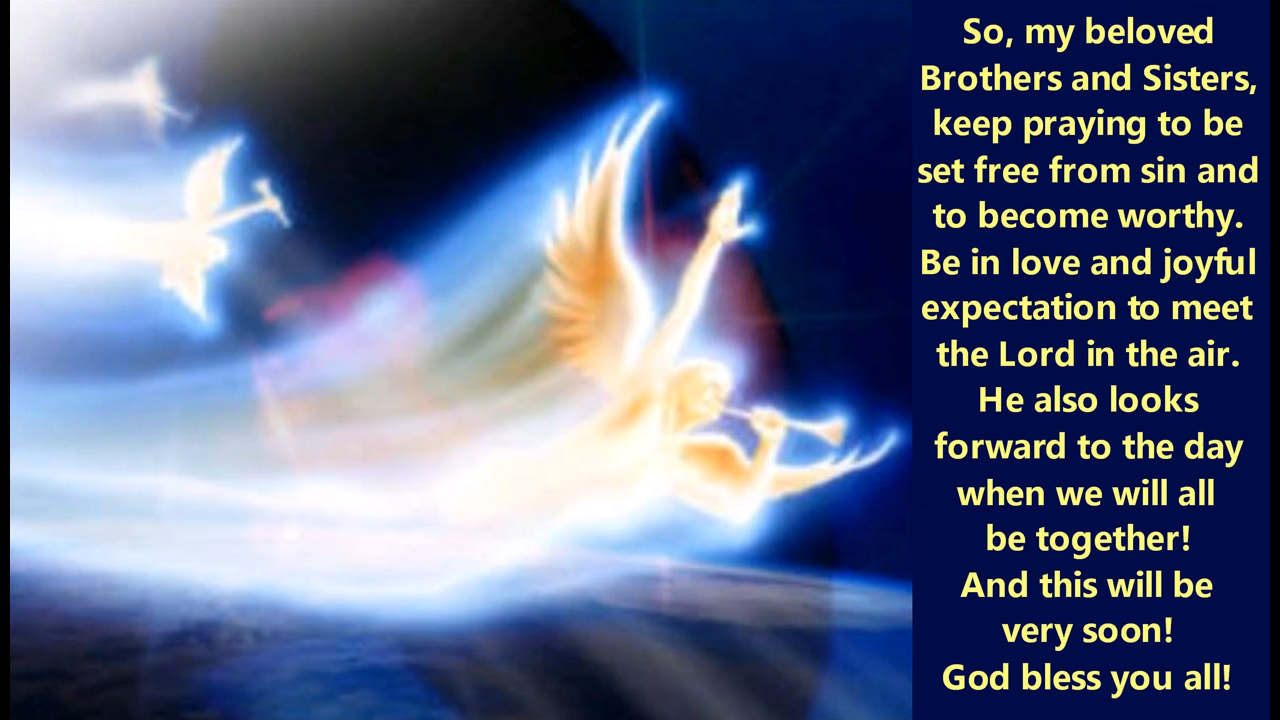 So, my beloved
Brothers and Sisters,
keep praying to be
set free from sin and
to become worthy.
Be in love and joyful
expectation to meet
the Lord in the air.
He also looks
forward to the day
when we will all
be together!
And this will be
very soon!
God bless you all!